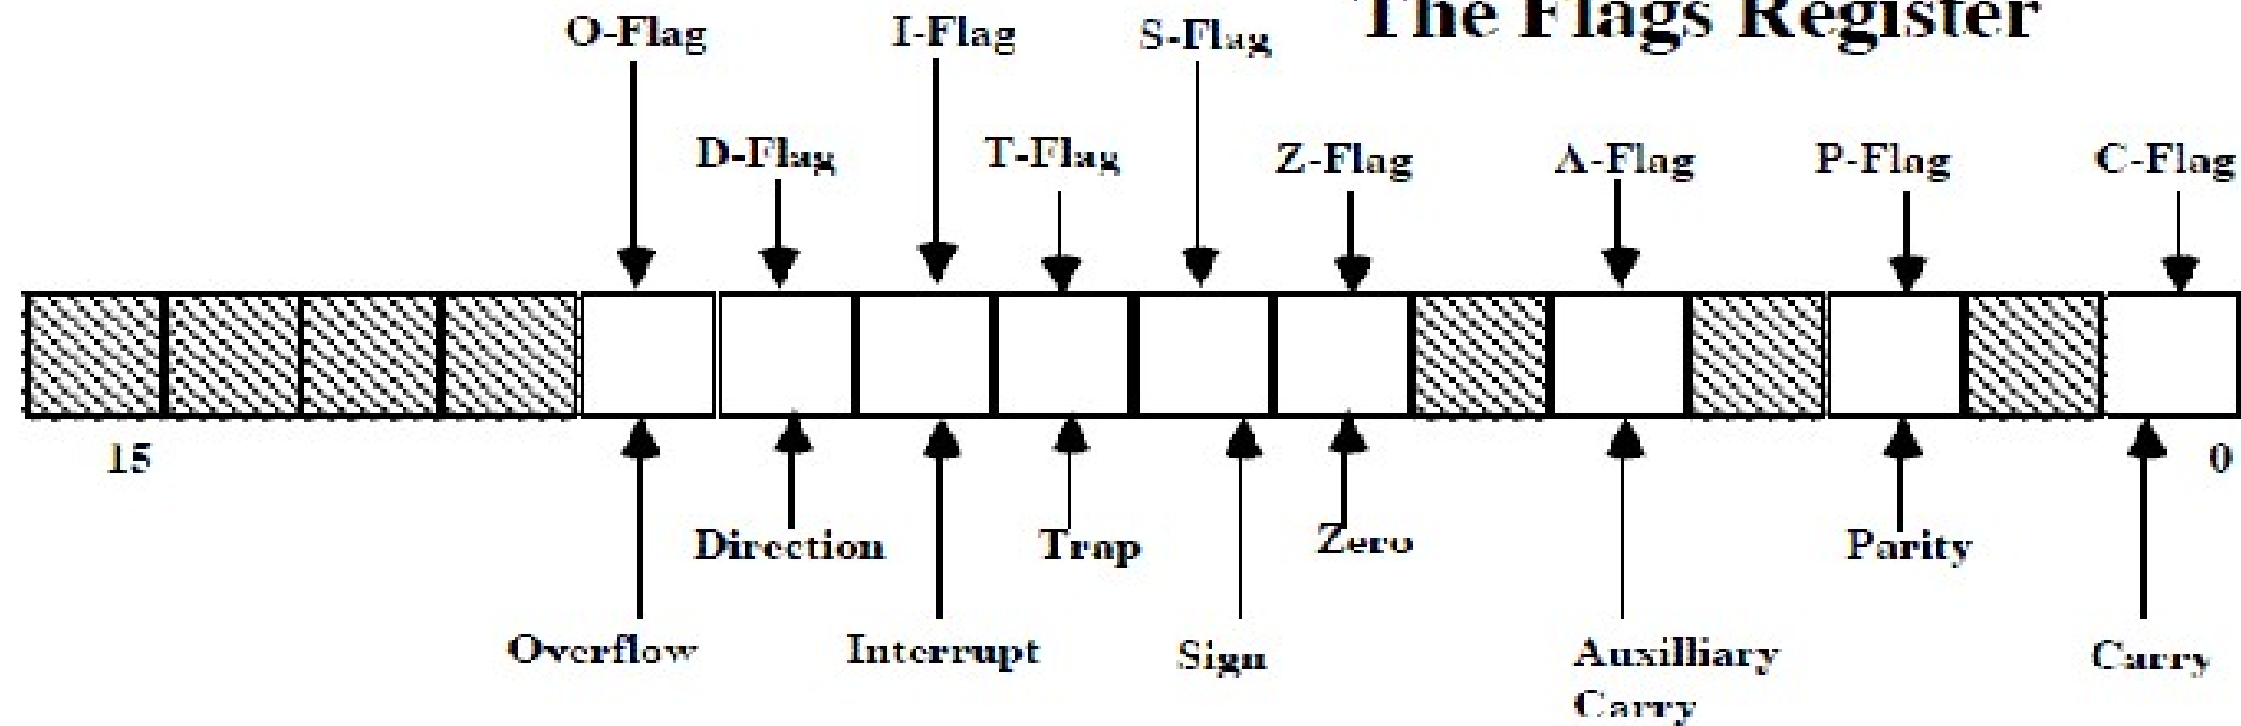 The Flags Register
O-Flag I-Flag S-Flag
D-Flag T-Flag Z-Flag A-Flag P-Flag C-Flag
15 0
Direction Trap Zero Parity
Overflow Interrupt Sign Auxilliary Carry
Carry